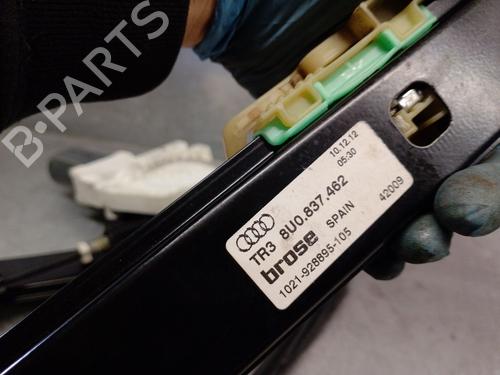 B-PARTS
10.12.12
05:30
TR3 8U0.837.462
brose SPAIN 42009
1021-928895-105